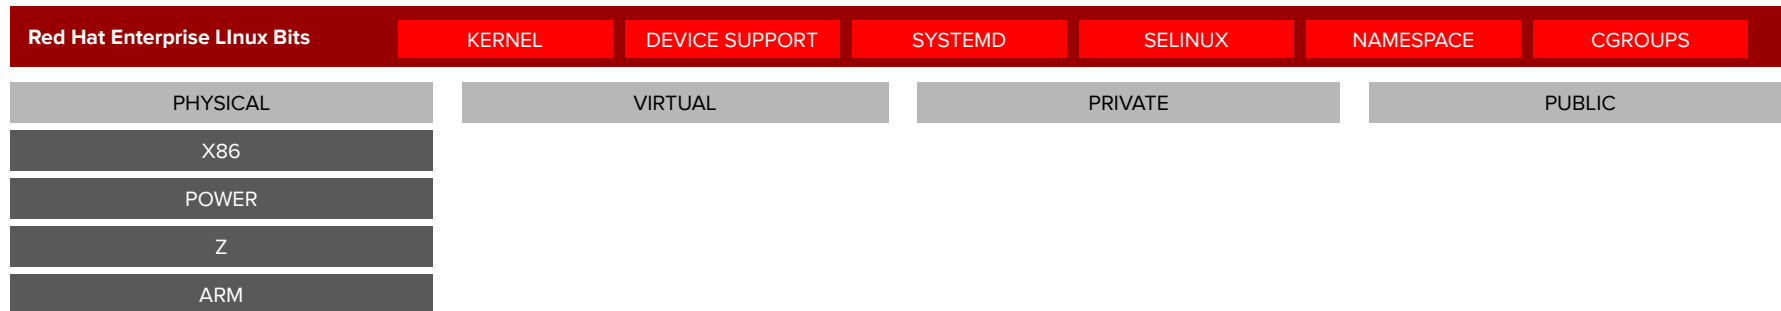 Red Hat Enterprise LInux Bits KERNEL DEVICE SUPPORT SYSTEMD SELINUX NAMESPACE CGROUPS
PHYSICAL VIRTUAL PRIVATE PUBLIC
X86
POWER
Z
ARM